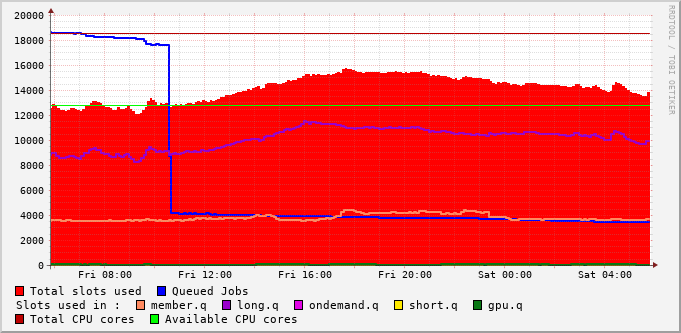 20000
18000
16000
14000
12000
10000
8000
6000
4000
2000
0
Fri 08:00 Fri 12:00 Fri 16:00 Fri 20:00 Sat 00:00 Sat 04:00
Total slots used Queued Jobs
Slots used in : member.q long.q ondemand.q short.q gpu.q
Total CPU cores Available CPU cores
RRDTOOL / TOBI OETIKER